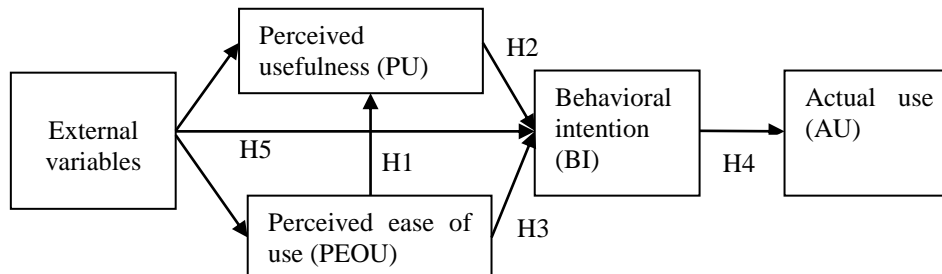 Perceived
usefulness (PU)
H2
External
variables
H5
H1
Behavioral
intention
(BI)
H4
Actual use
(AU)
Perceived ease of
use (PEOU)
H3